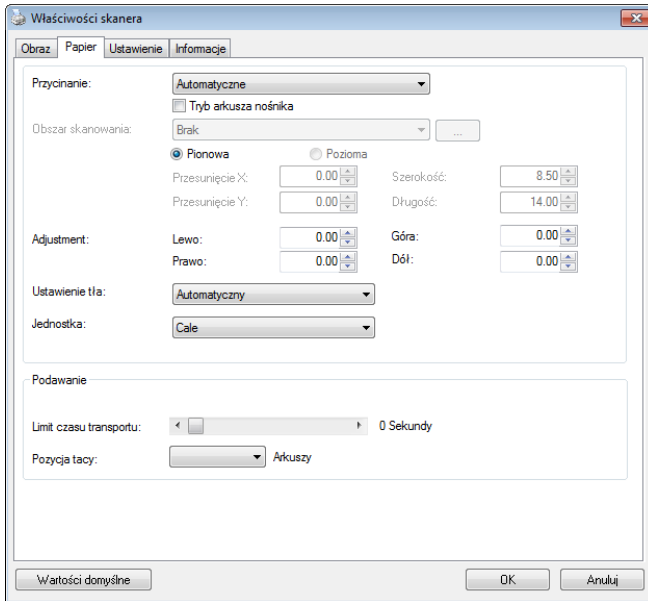 Właściwości skanera
Obraz Papier Ustawienie Informacje
Przycinanie: Automatyczne
Tryb arkusza nośnika
Obszar skanowania: Brak ...
Pionowa Pozioma
Przesunięcie X: 0.00 Szerokość: 8.50
Przesunięcie Y: 0.00 Długość: 14.00
Adjustment: Lewo: 0.00 Góra: 0.00
Prawo: 0.00 Dół: 0.00
Ustawienie tła: Automatyczny
Jednostka: Cale
Podawanie
Limit czasu transportu: 0 Sekundy
Pozycja tacy: Arkuszy
Wartości domyślne OK Anuluj